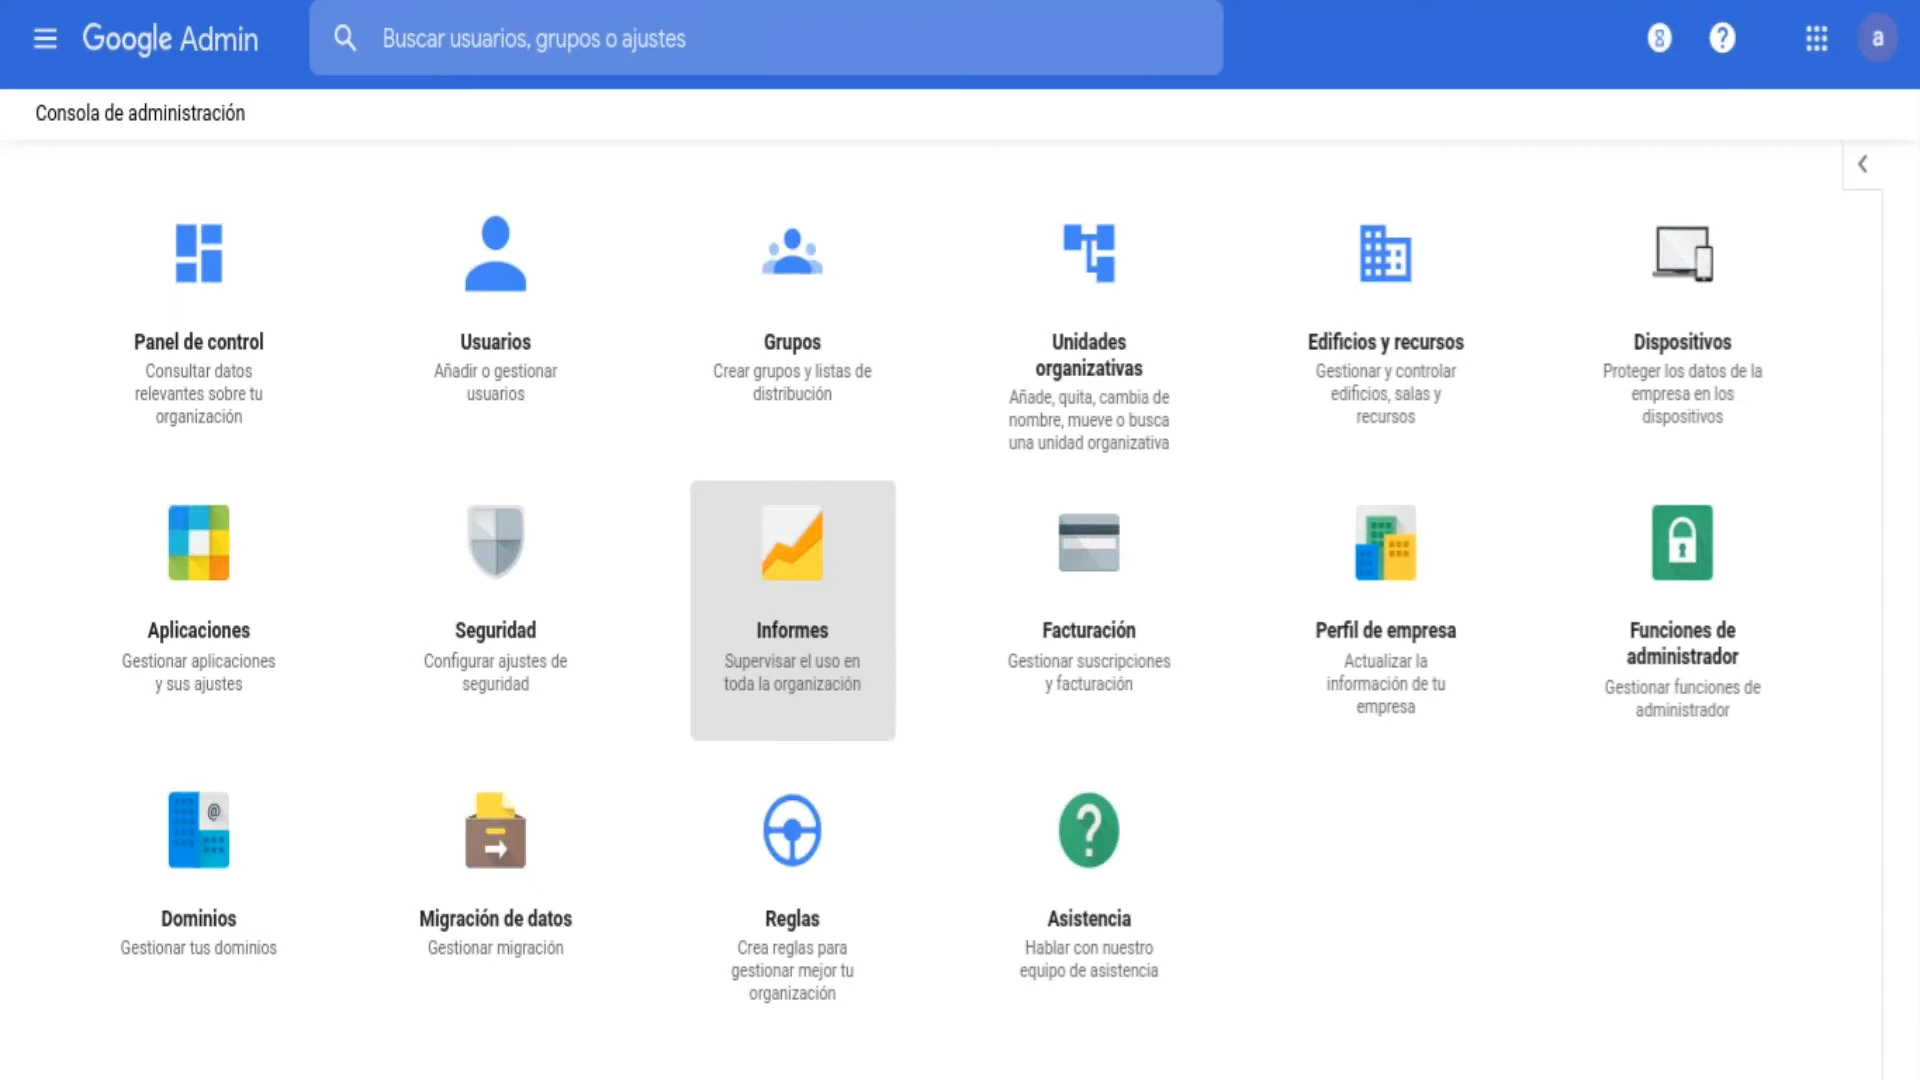 Google Admin
Buscar usuarios, grupos o ajustes
8
?
a
Consola de administración
Panel de control
Consultar datos
relevantes sobre tu
organización
Usuarios
Añadir o gestionar
usuarios
Grupos
Crear grupos y listas de
distribución
Unidades
organizativas
Añade, quita, cambia de
nombre, mueve o busca
una unidad organizativa
Edificios y recursos
Gestionar y controlar
edificios, salas y
recursos
Dispositivos
Proteger los datos de la
empresa en los
dispositivos
Aplicaciones
Gestionar aplicaciones
y sus ajustes
Seguridad
Configurar ajustes de
seguridad
Informes
Supervisar el uso en
toda la organización
Facturación
Gestionar suscripciones
y facturación
Perfil de empresa
Actualizar la
información de tu
empresa
Funciones de
administrador
Gestionar funciones de
administrador
@
Dominios
Gestionar tus dominios
Migración de datos
Gestionar migración
Reglas
Crea reglas para
gestionar mejor tu
organización
?
Asistencia
Hablar con nuestro
equipo de asistencia